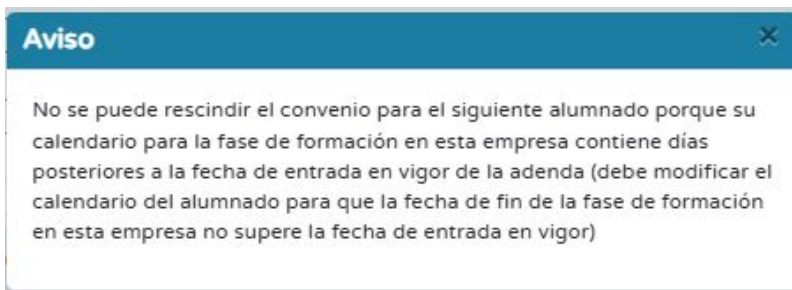 Aviso
No se puede rescindir el convenio para el siguiente alumnado porque su
calendario para la fase de formación en esta empresa contiene días
posteriores a la fecha de entrada en vigor de la adenda (debe modificar el
calendario del alumnado para que la fecha de fin de la fase de formación
en esta empresa no supere la fecha de entrada en vigor)